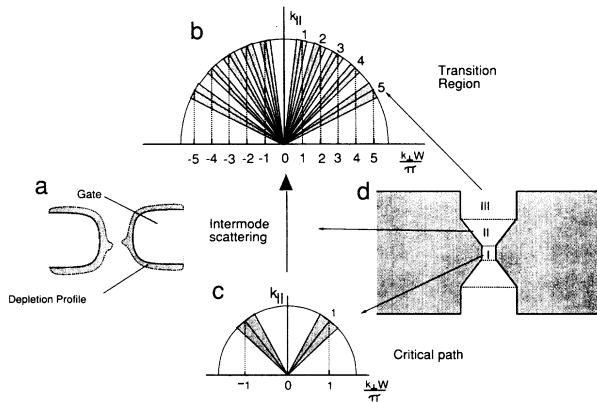 b
k||
1
2
3
4
5
-5 -4 -3 -2 -1 0 1 2 3 4 5
k⊥W
π
Transition
Region
a
Gate
Depletion Profile
Intermode
scattering
d
III
II
I
c
k||
1
-1 0 1
k⊥W
π
Critical path